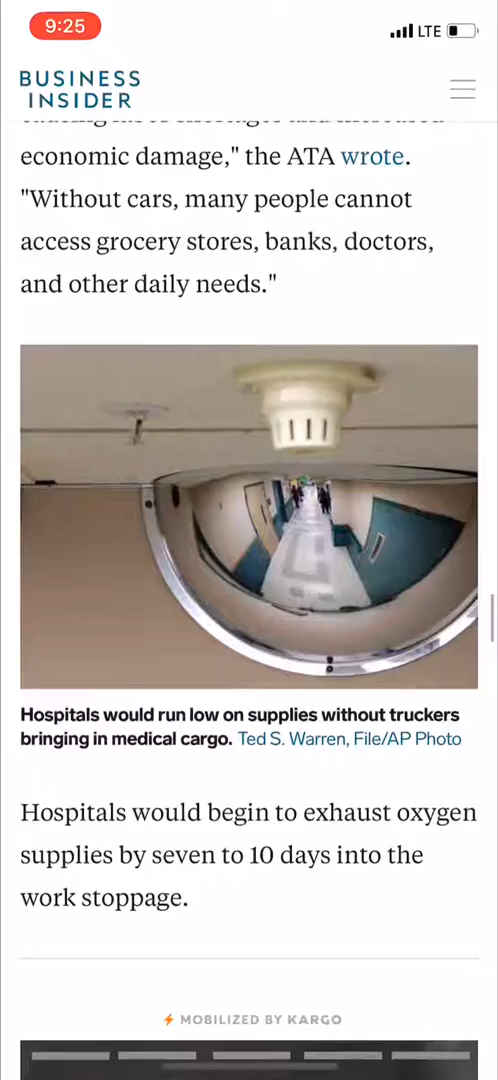 9:25
LTE
BUSINESS
INSIDER
economic damage," the ATA wrote.
"Without cars, many people cannot
access grocery stores, banks, doctors,
and other daily needs."
Hospitals would run low on supplies without truckers
bringing in medical cargo. Ted S. Warren, File/AP Photo
Hospitals would begin to exhaust oxygen
supplies by seven to 10 days into the
work stoppage.
MOBILIZED BY KARGO